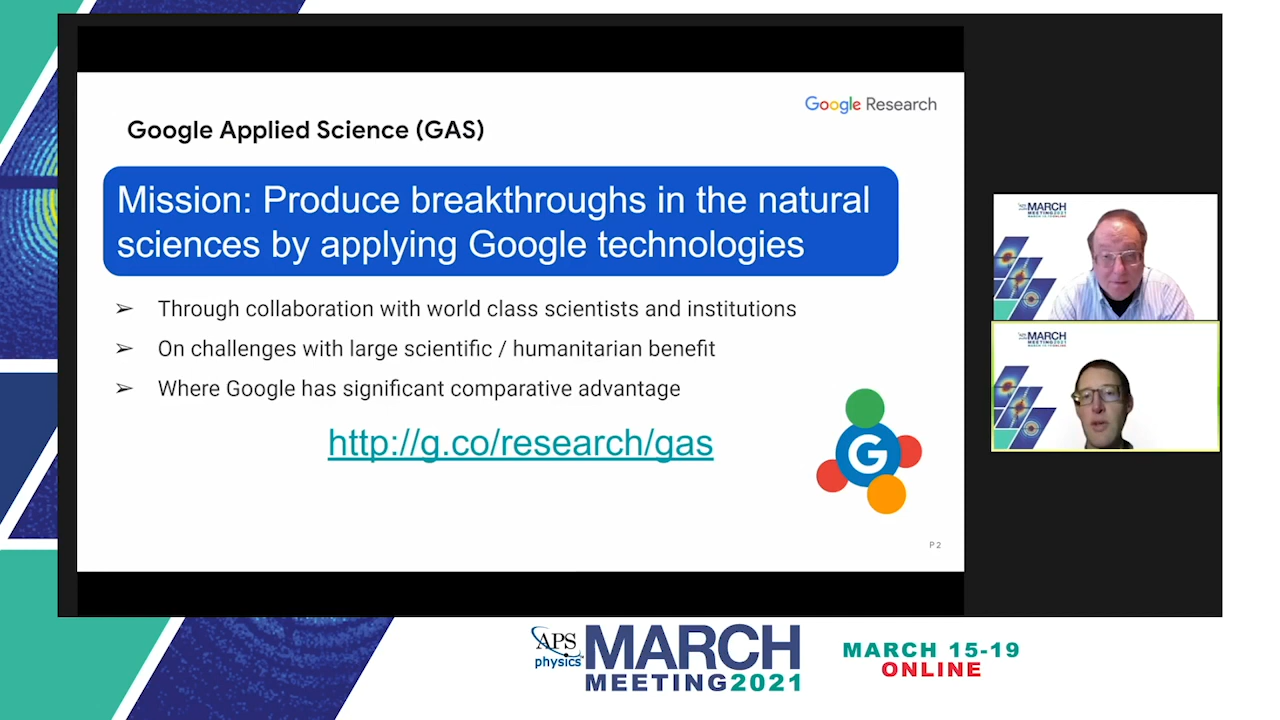 Google Research
Google Applied Science (GAS)
Mission: Produce breakthroughs in the natural
sciences by applying Google technologies
➢ Through collaboration with world class scientists and institutions
➢ On challenges with large scientific / humanitarian benefit
➢ Where Google has significant comparative advantage
http://g.co/research/gas
G
P 2
MARCH
MEETING2021
MARCH
APS
physics
MARCH
MEETING2021
MARCH 15-19
ONLINE